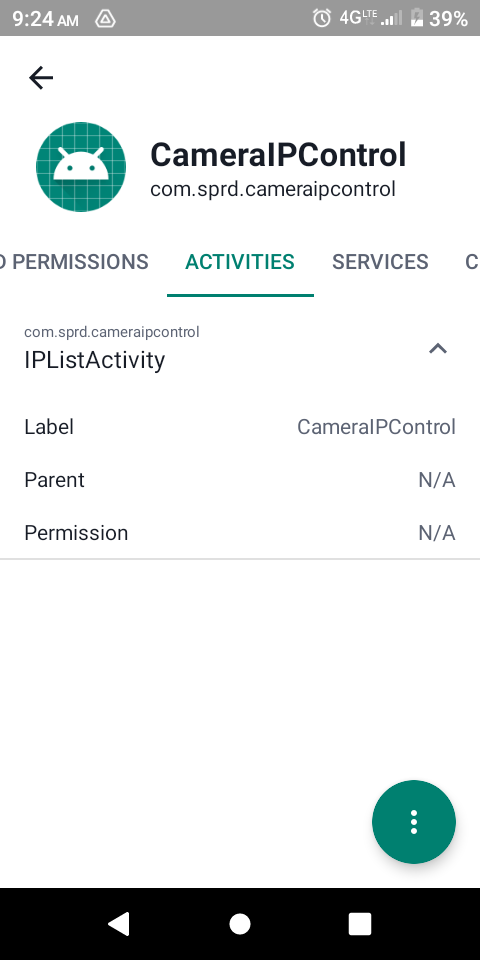 9:24 AM 4G LTE 39%
CameraIPControl
com.sprd.cameraipcontrol
D PERMISSIONS ACTIVITIES SERVICES C
com.sprd.cameraipcontrol
IPListActivity
Label CameraIPControl
Parent N/A
Permission N/A